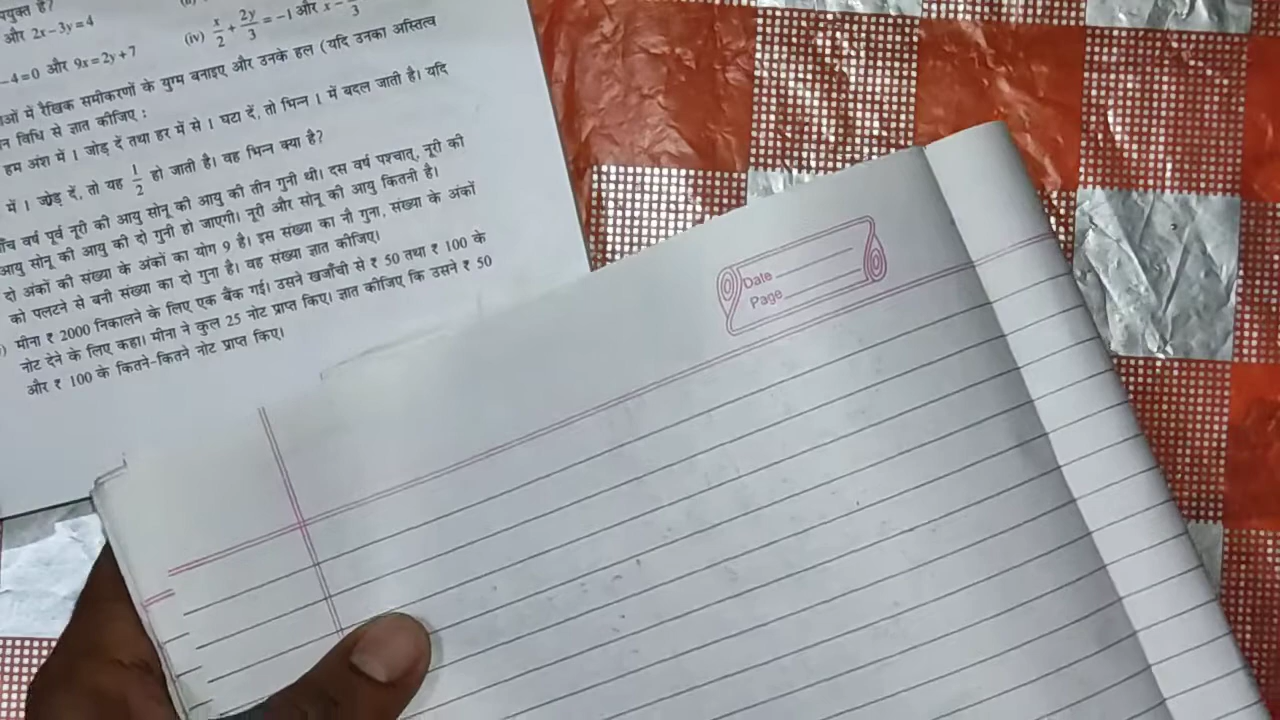 और 2x – 3y = 4
(iv) x/2 + 2y/3 = –1 और x –
–4 = 0 और 9x = 2y + 7
में रैखिक समीकरणों के युग्म बनाइए और उनके हल (यदि उनका अस्तित्व
विधि से ज्ञात कीजिए :
हम अंश में 1 जोड़ दें तथा हर में से 1 घटा दें, तो भिन्न 1 में बदल जाती है। यदि
में 1 जोड़ दें, तो यह 1/2 हो जाती है। वह भिन्न क्या है?
वर्ष पूर्व नूरी की आयु सोनू की आयु की तीन गुनी थी। दस वर्ष पश्चात्, नूरी की
आयु सोनू की आयु की दो गुनी हो जाएगी। नूरी और सोनू की आयु कितनी है।
दो अंकों की संख्या के अंकों का योग 9 है। इस संख्या का नौ गुना, संख्या के अंकों
को पलटने से बनी संख्या का दो गुना है। वह संख्या ज्ञात कीजिए।
मीना ₹ 2000 निकालने के लिए एक बैंक गई। उसने खजाँची से ₹ 50 तथा ₹ 100 के
नोट देने के लिए कहा। मीना ने कुल 25 नोट प्राप्त किए। ज्ञात कीजिए कि उसने ₹ 50
और ₹ 100 के कितने-कितने नोट प्राप्त किए।
Date
Page